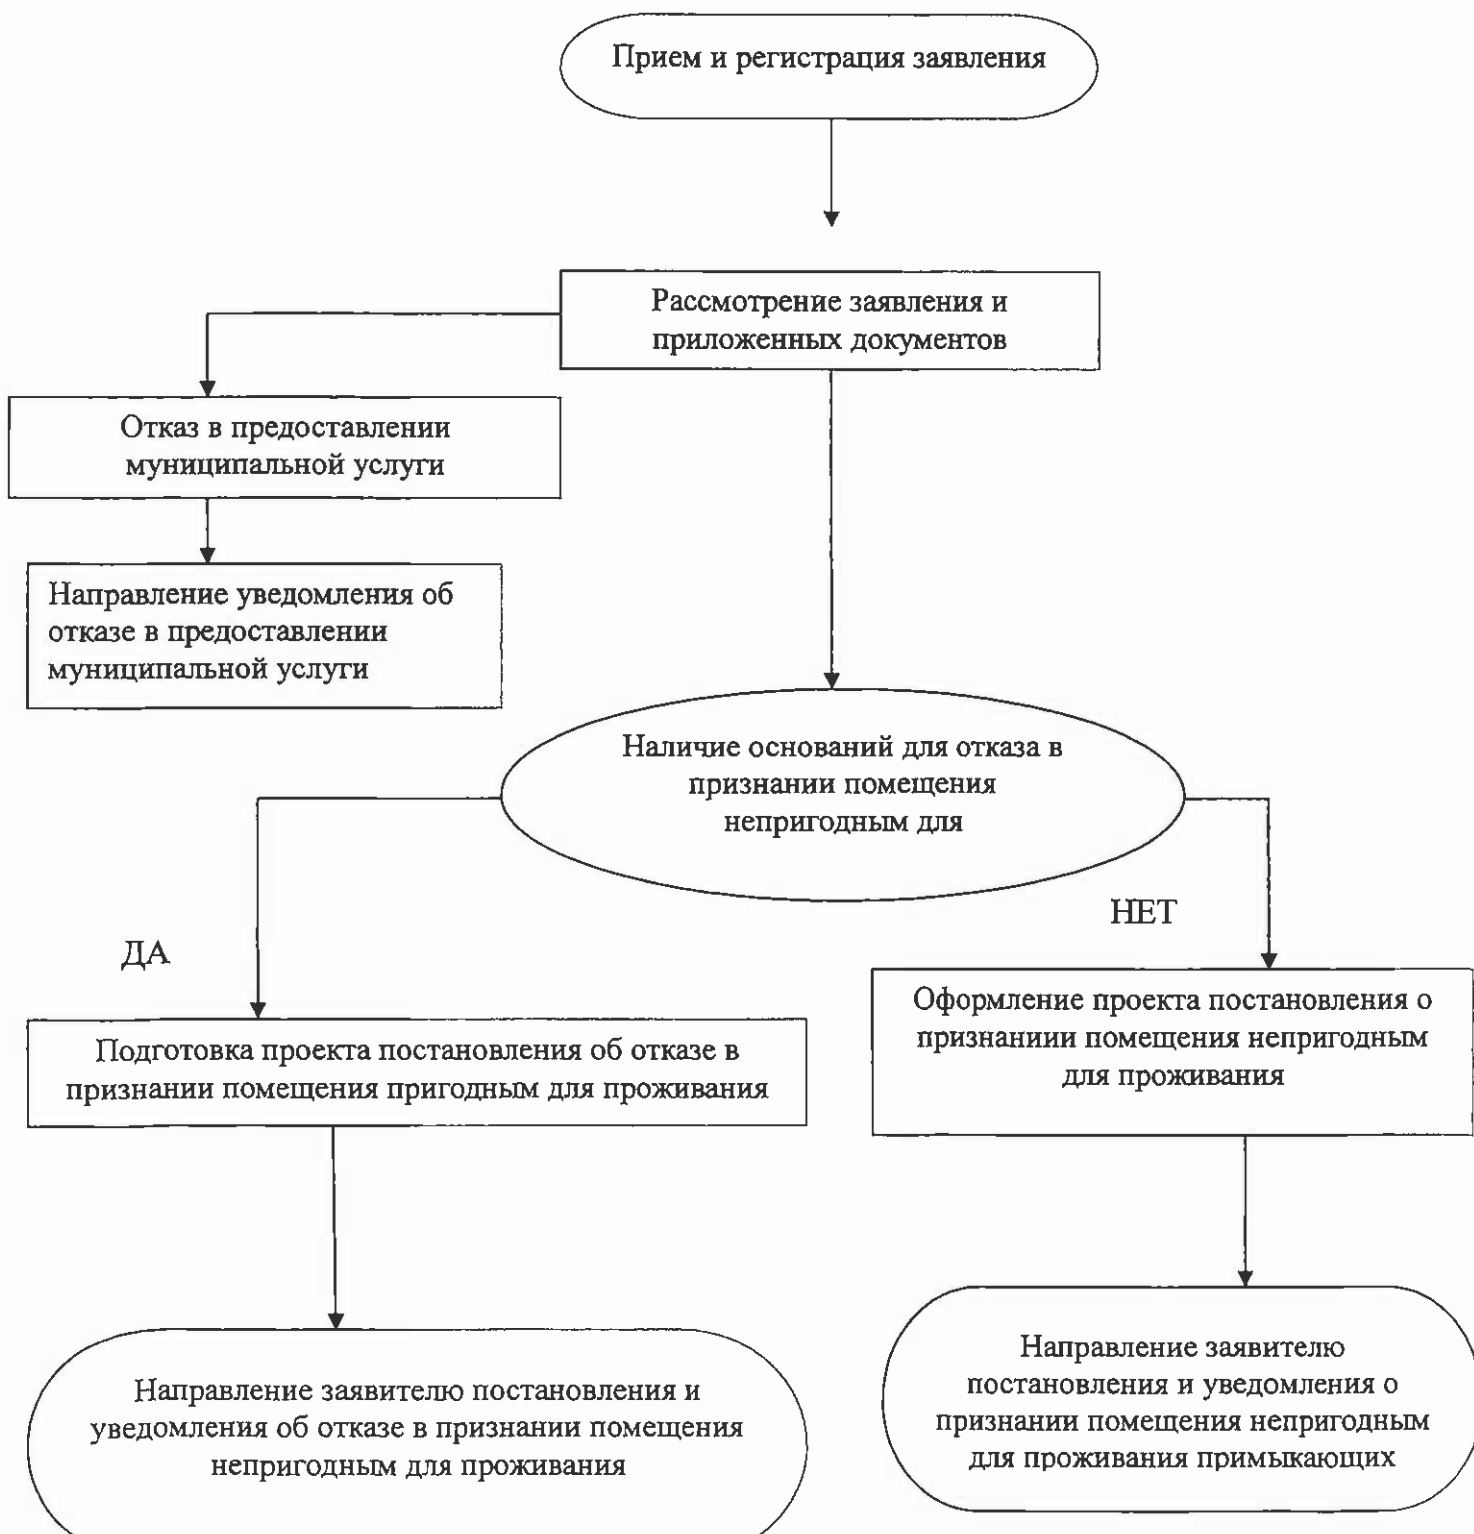 Прием и регистрация заявления
Рассмотрение заявления и
приложенных документов
Отказ в предоставлении
муниципальной услуги
Направление уведомления об
отказе в предоставлении
муниципальной услуги
Наличие оснований для отказа в
признании помещения
непригодным для
НЕТ
ДА
Оформление проекта постановления о
признаниии помещения непригодным
для проживания
Подготовка проекта постановления об отказе в
признании помещения пригодным для проживания
Направление заявителю
постановления и уведомления о
признании помещения непригодным
для проживания примыкающих
Направление заявителю постановления и
уведомления об отказе в признании помещения
непригодным для проживания